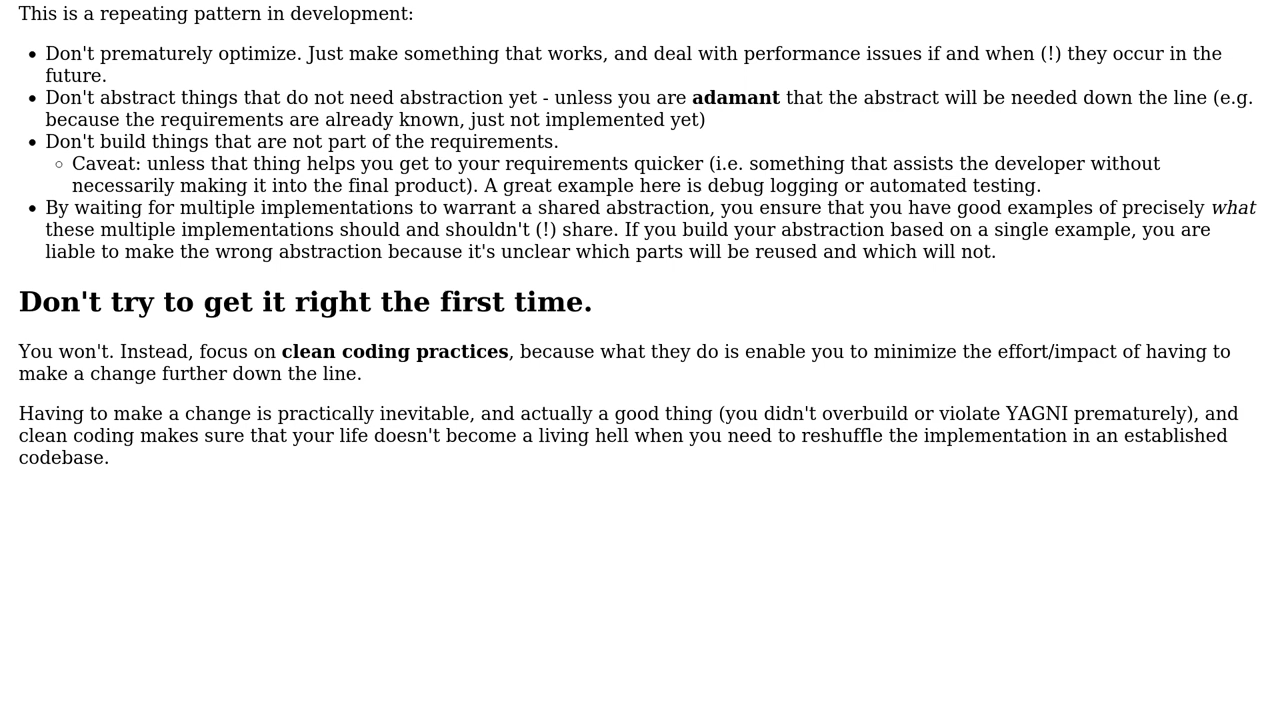 This is a repeating pattern in development:
• Don't prematurely optimize. Just make something that works, and deal with performance issues if and when (!) they occur in the
future.
• Don't abstract things that do not need abstraction yet - unless you are adamant that the abstract will be needed down the line (e.g.
because the requirements are already known, just not implemented yet)
• Don't build things that are not part of the requirements.
◦ Caveat: unless that thing helps you get to your requirements quicker (i.e. something that assists the developer without
necessarily making it into the final product). A great example here is debug logging or automated testing.
• By waiting for multiple implementations to warrant a shared abstraction, you ensure that you have good examples of precisely what
these multiple implementations should and shouldn't (!) share. If you build your abstraction based on a single example, you are
liable to make the wrong abstraction because it's unclear which parts will be reused and which will not.
Don't try to get it right the first time.
You won't. Instead, focus on clean coding practices, because what they do is enable you to minimize the effort/impact of having to
make a change further down the line.
Having to make a change is practically inevitable, and actually a good thing (you didn't overbuild or violate YAGNI prematurely), and
clean coding makes sure that your life doesn't become a living hell when you need to reshuffle the implementation in an established
codebase.